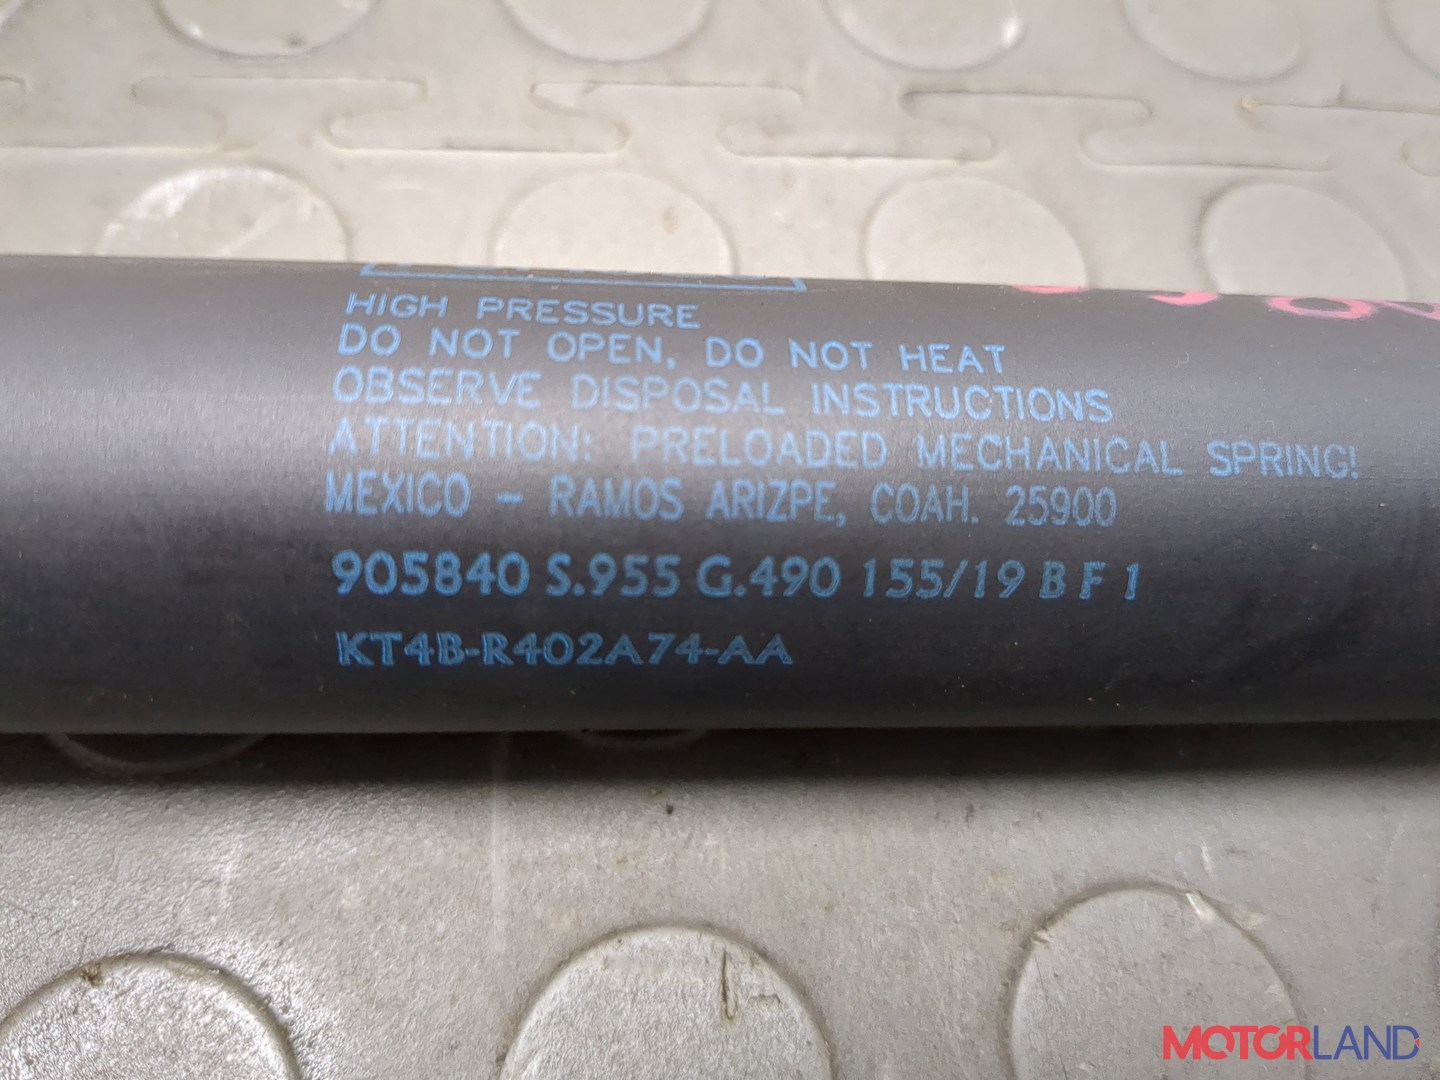 HIGH PRESSURE
DO NOT OPEN, DO NOT HEAT
OBSERVE DISPOSAL INSTRUCTIONS
ATTENTION: PRELOADED MECHANICAL SPRING!
MEXICO - RAMOS ARIZPE, COAH. 25900
905840 S.955 G.490 155/19 B F 1
KT4B-R402A74-AA
MOTORLAND